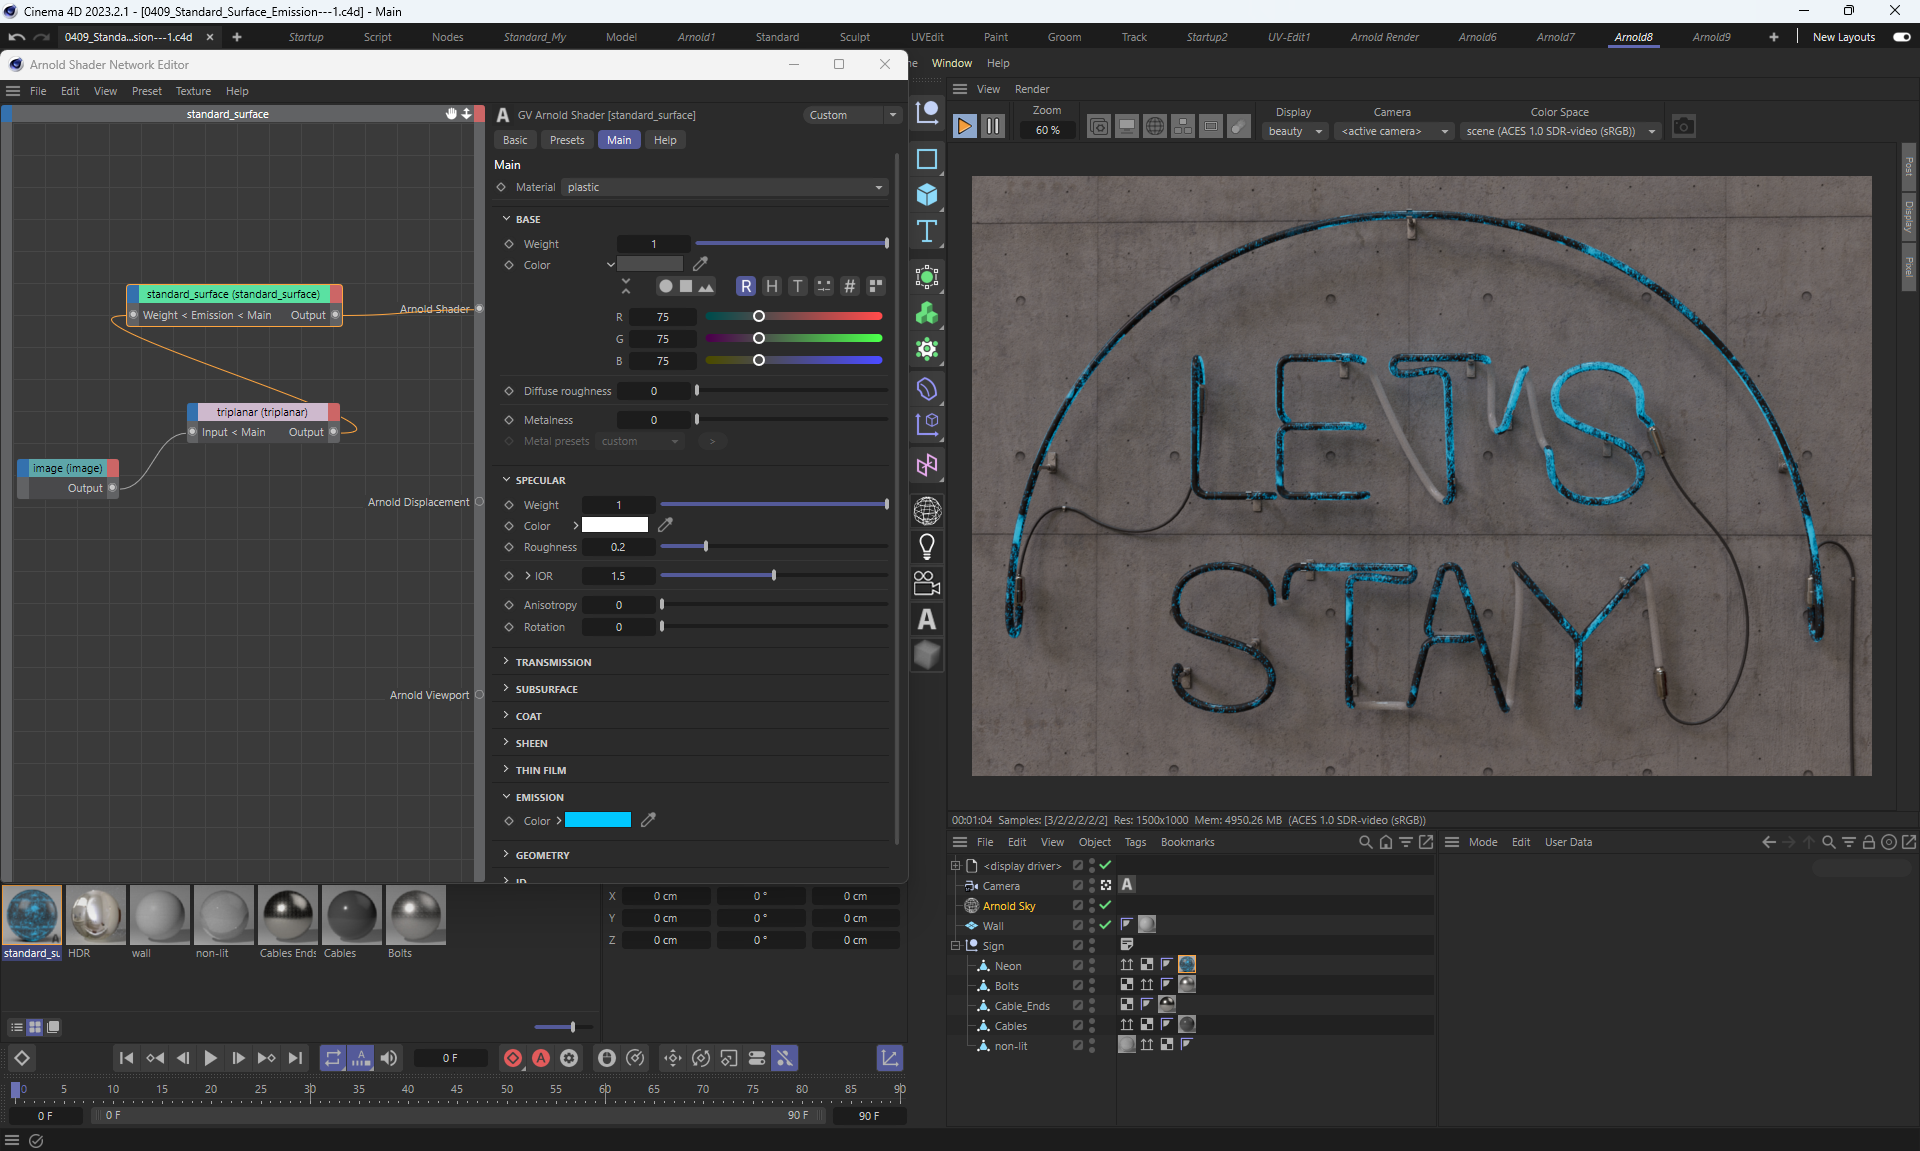 Cinema 4D 2023.2.1 - [0409_Standard_Surface_Emission---1.c4d] - Main
0409_Standa...sion---1.c4d
Startup
Script
Nodes
Standard_My
Model
Arnold1
Standard
Sculpt
UVEdit
Paint
Groom
Track
Startup2
UV-Edit1
Arnold Render
Arnold6
Arnold7
Arnold8
Arnold9
New Layouts
Arnold Shader Network Editor
ne
Window
Help
File
Edit
View
Preset
Texture
Help
standard_surface
standard_surface (standard_surface)
Weight < Emission < Main
Output
Arnold Shader
triplanar (triplanar)
Input < Main
Output
image (image)
Output
Arnold Displacement
Arnold Viewport
GV Arnold Shader [standard_surface]
Custom
Basic
Presets
Main
Help
Main
Material
plastic
BASE
Weight
1
Color
R
H
T
#
R
75
G
75
B
75
Diffuse roughness
0
Metalness
0
Metal presets
custom
>
SPECULAR
Weight
1
Color
Roughness
0.2
IOR
1.5
Anisotropy
0
Rotation
0
TRANSMISSION
SUBSURFACE
COAT
SHEEN
THIN FILM
EMISSION
Color
GEOMETRY
ID
View
Render
Zoom
60 %
Display
beauty
Camera
<active camera>
Color Space
scene (ACES 1.0 SDR-video (sRGB))
Post
Display
Pixel
LET'S
STAY
00:01:04 Samples: [3/2/2/2/2/2] Res: 1500x1000 Mem: 4950.26 MB (ACES 1.0 SDR-video (sRGB))
File
Edit
View
Object
Tags
Bookmarks
Mode
Edit
User Data
<display driver>
Camera
Arnold Sky
Wall
Sign
Neon
Bolts
Cable_Ends
Cables
non-lit
standard_su
HDR
wall
non-lit
Cables Ends
Cables
Bolts
X
0 cm
0 °
0 cm
Y
0 cm
0 °
0 cm
Z
0 cm
0 °
0 cm
0 F
0
5
10
15
20
25
30
35
40
45
50
55
60
65
70
75
80
85
90
0 F
0 F
90 F
90 F